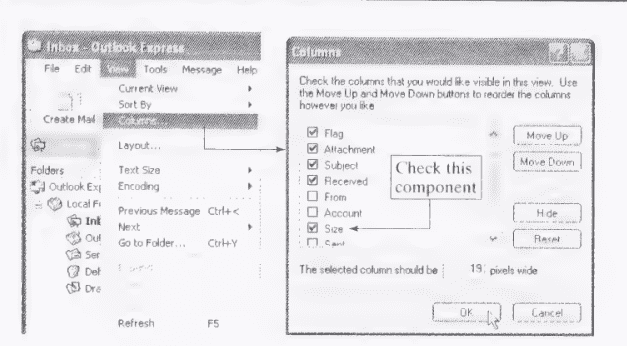 Inbox - Outlook Express
File Edit View Tools Message Help
Current View
Sort By
Create Mail
Columns...
Layout...
Folders
Text Size
Outlook Exp
Encoding
Local Fo
Previous Message Ctrl+<
Inb
Next
Out
Go to Folder... Ctrl+Y
Sen
Del
Dra
Refresh F5
Columns
Check the columns that you would like visible in this view. Use
the Move Up and Move Down buttons to reorder the columns
however you like
Flag
Attachment
Subject
Received
From
Account
Size
Sent
Move Up
Move Down
Hide
Reset
Check this
component
The selected column should be 19 pixels wide
OK Cancel